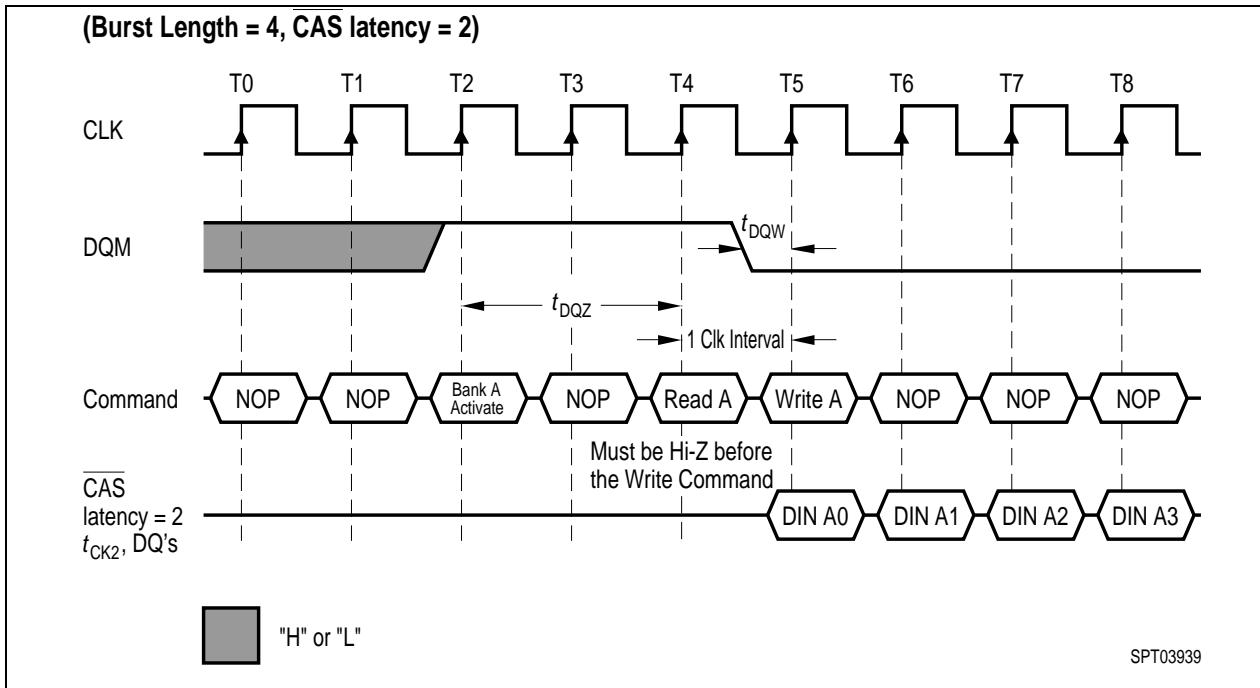 (Burst Length = 4, CAS latency = 2)
T0 T1 T2 T3 T4 T5 T6 T7 T8
CLK
DQM
tDQW
tDQZ
1 Clk Interval
Command
NOP
NOP
Bank A
Activate
NOP
Read A
Write A
NOP
NOP
NOP
Must be Hi-Z before
the Write Command
CAS
latency = 2
tCK2, DQ's
DIN A0
DIN A1
DIN A2
DIN A3
"H" or "L"
SPT03939